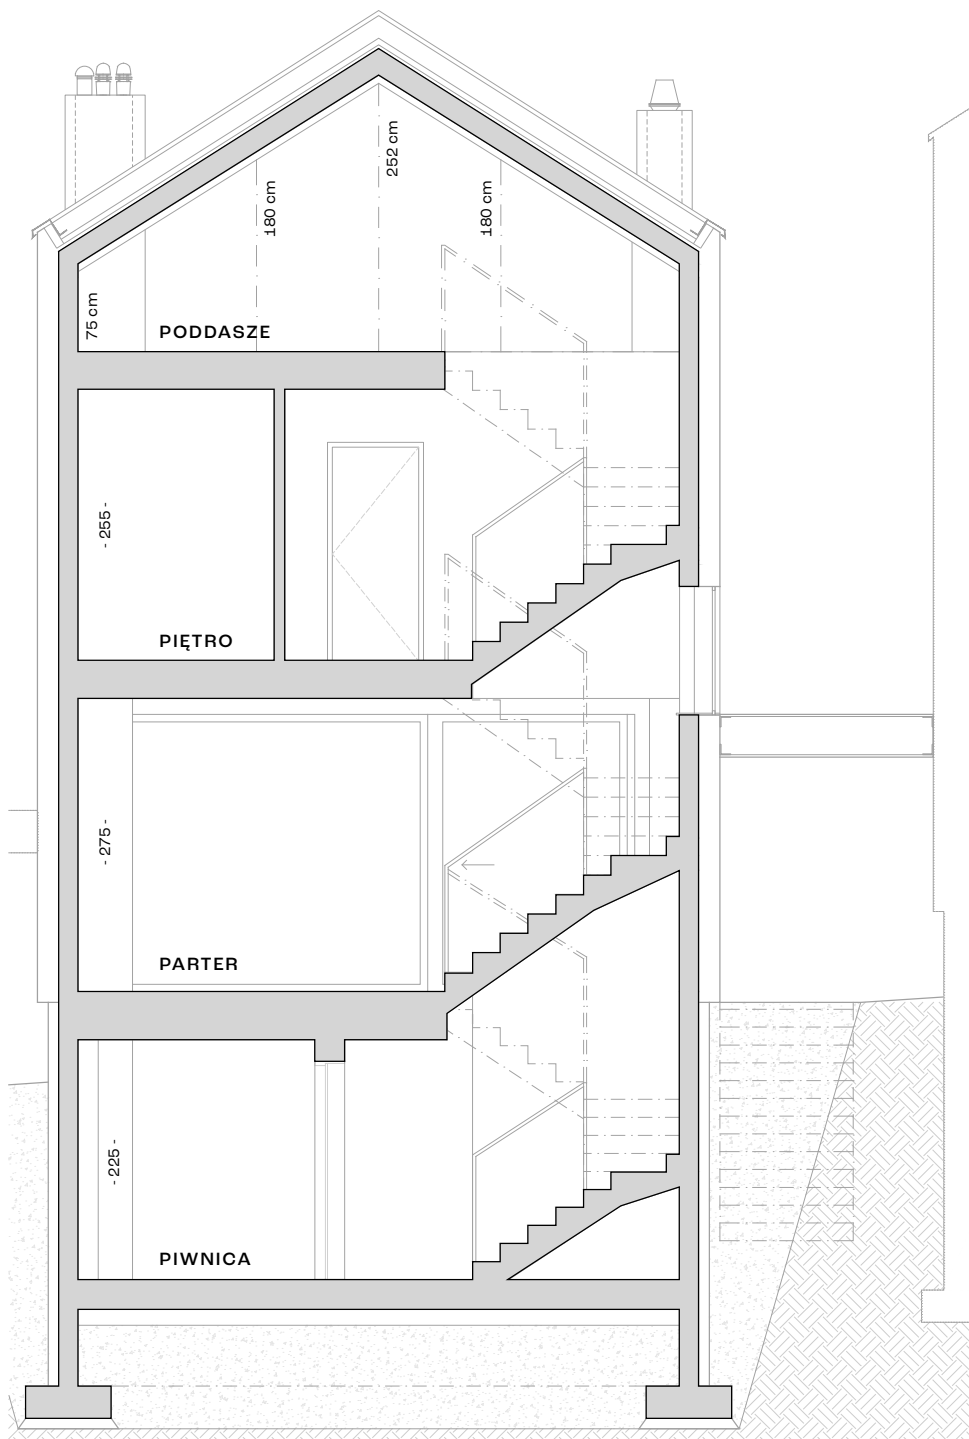 252 cm
180 cm
180 cm
75 cm
PODDASZE
- 255 -
PIĘTRO
- 275 -
PARTER
- 225 -
PIWNICA